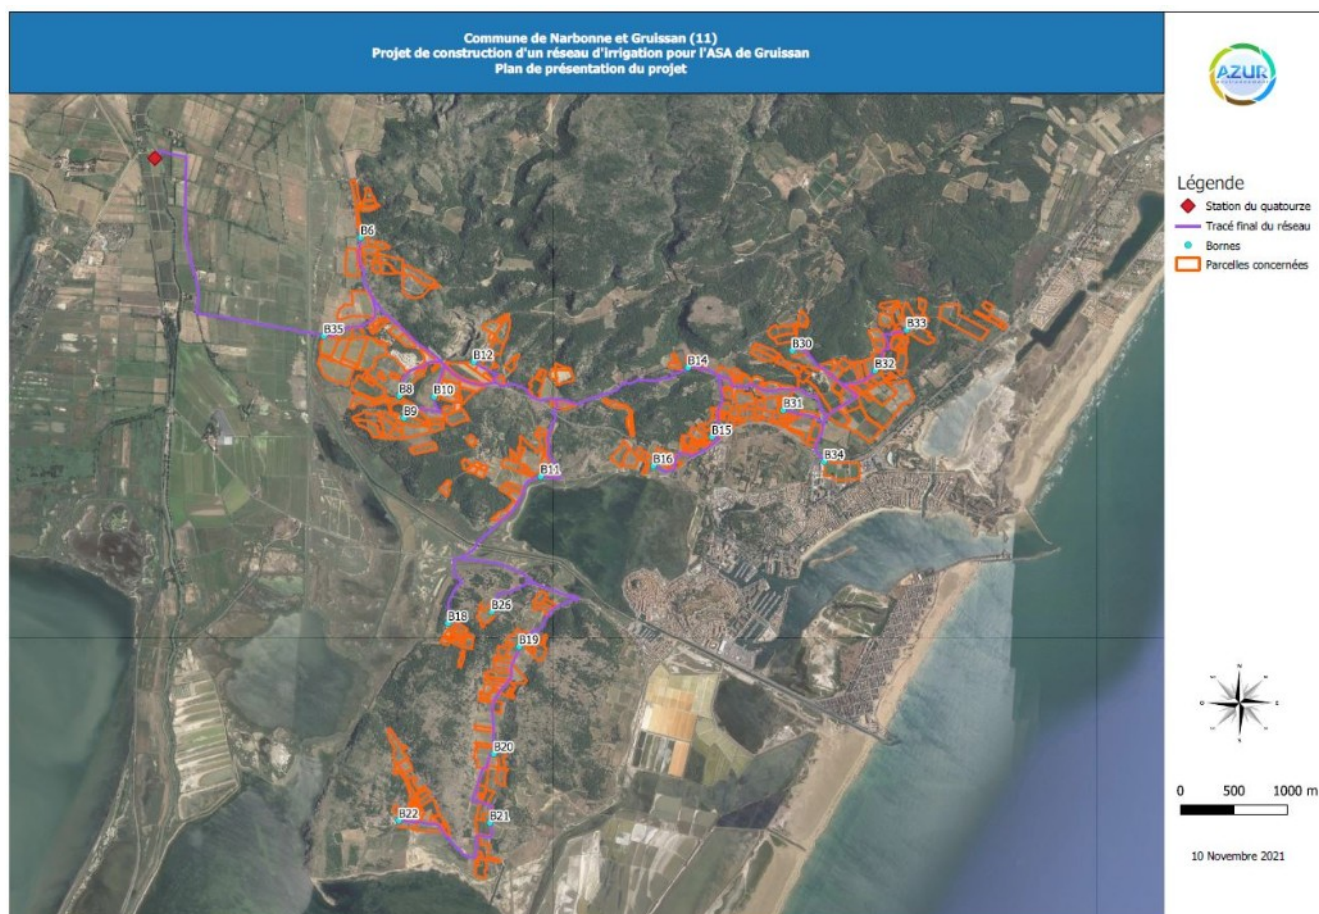 Commune de Narbonne et Gruissan (11)
Projet de construction d'un réseau d'irrigation pour l'ASA de Gruissan
Plan de présentation du projet
AZUR
Légende
Station du quatourze
Tracé final du réseau
Bornes
Parcelles concernées
B6
B35
B12
B8
B10
B9
B14
B30
B33
B32
B31
B15
B16
B34
B11
B18
B26
B19
B20
B22
B21
N
O
E
S
0 500 1000 m
10 Novembre 2021